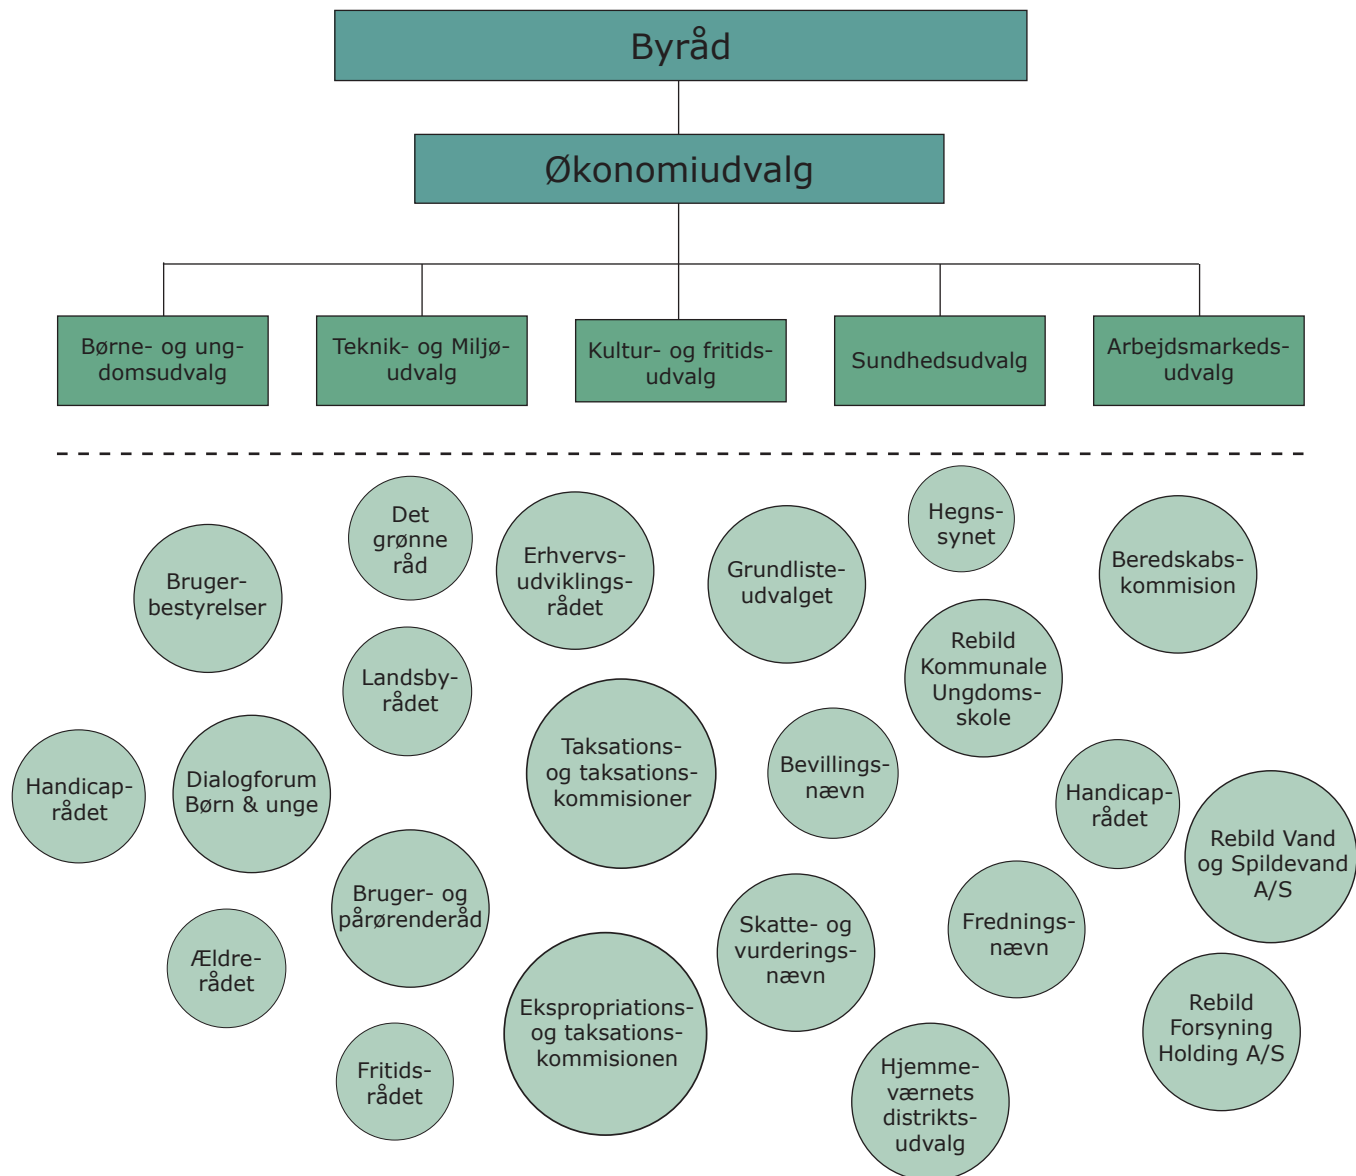 Byråd
Økonomiudvalg
Børne- og ung-
domsudvalg
Teknik- og Miljø-
udvalg
Kultur- og fritids-
udvalg
Sundhedsudvalg
Arbejdsmarkeds-
udvalg
Det
grønne
råd
Hegns-
synet
Bruger-
bestyrelser
Erhvervs-
udviklings-
rådet
Grundliste-
udvalget
Beredskabs-
kommision
Landsby-
rådet
Rebild
Kommunale
Ungdoms-
skole
Handicap-
rådet
Dialogforum
Børn & unge
Taksations-
og taksations-
kommisioner
Bevillings-
nævn
Handicap-
rådet
Rebild Vand
og Spildevand
A/S
Bruger- og
pårørenderåd
Skatte- og
vurderings-
nævn
Frednings-
nævn
Ældre-
rådet
Ekspropriations-
og taksations-
kommisionen
Rebild
Forsyning
Holding A/S
Fritids-
rådet
Hjemme-
værnets
distrikts-
udvalg